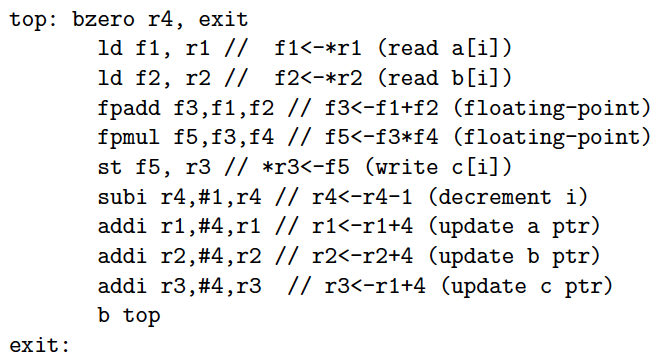 top: bzero r4, exit
ld f1, r1 // f1<-*r1 (read a[i])
ld f2, r2 // f2<-*r2 (read b[i])
fpadd f3,f1,f2 // f3<-f1+f2 (floating-point)
fpmul f5,f3,f4 // f5<-f3*f4 (floating-point)
st f5, r3 // *r3<-f5 (write c[i])
subi r4,#1,r4 // r4<-r4-1 (decrement i)
addi r1,#4,r1 // r1<-r1+4 (update a ptr)
addi r2,#4,r2 // r2<-r2+4 (update b ptr)
addi r3,#4,r3 // r3<-r1+4 (update c ptr)
b top
exit: